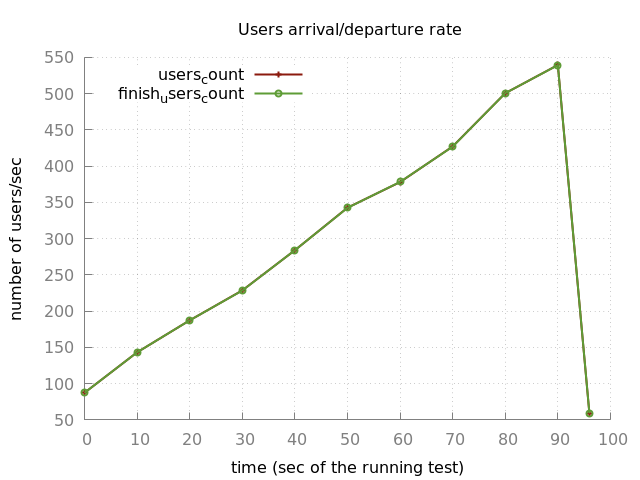 Users arrival/departure rate
users_count
finish_users_count
number of users/sec
550
500
450
400
350
300
250
200
150
100
50
0 10 20 30 40 50 60 70 80 90 100
time (sec of the running test)